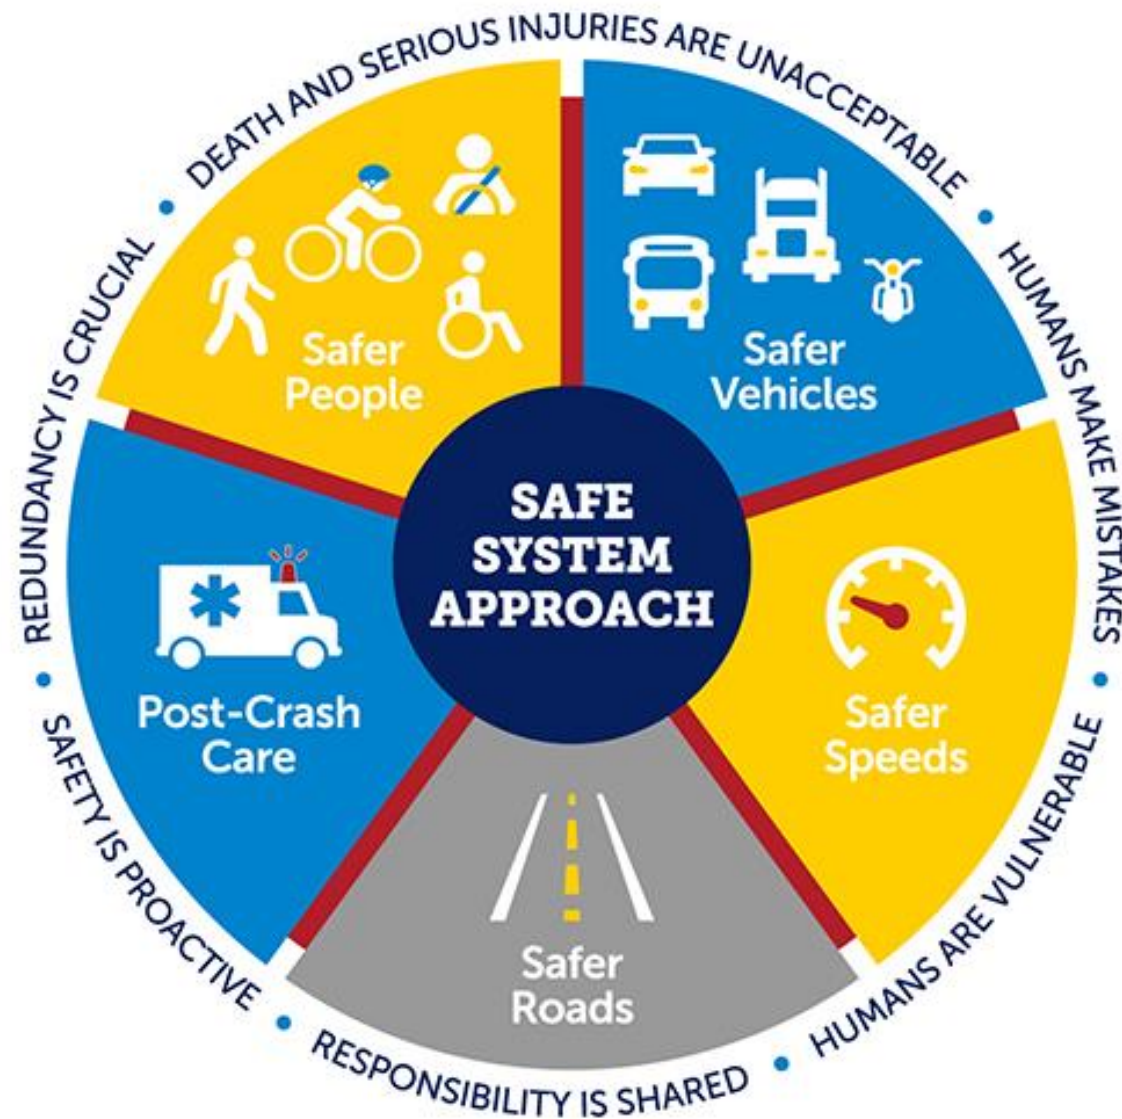 DEATH AND SERIOUS INJURIES ARE UNACCEPTABLE
HUMANS MAKE MISTAKES
HUMANS ARE VULNERABLE
RESPONSIBILITY IS SHARED
SAFETY IS PROACTIVE
REDUNDANCY IS CRUCIAL
Safer
People
Safer
Vehicles
SAFE
SYSTEM
APPROACH
Post-Crash
Care
Safer
Speeds
Safer
Roads